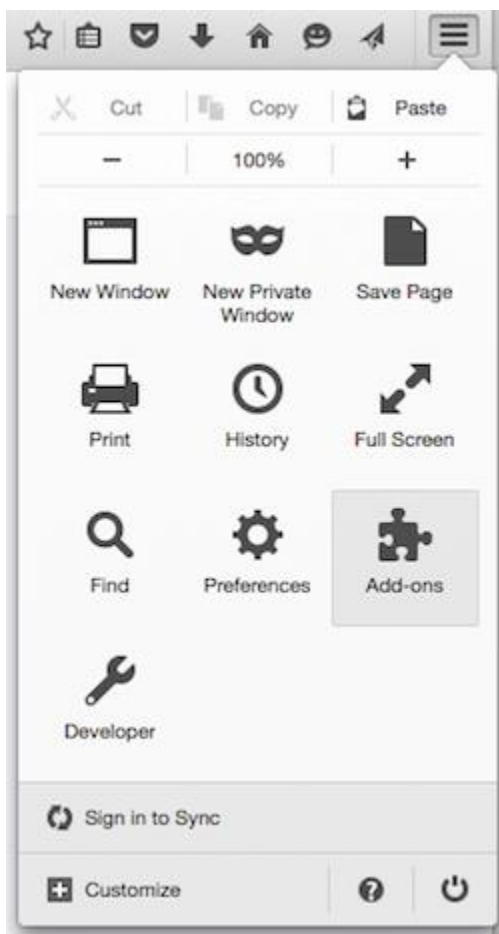 Cut Copy Paste
− 100% +
New Window New Private Save Page
Window
Print History Full Screen
Find Preferences Add-ons
Developer
Sign in to Sync
Customize